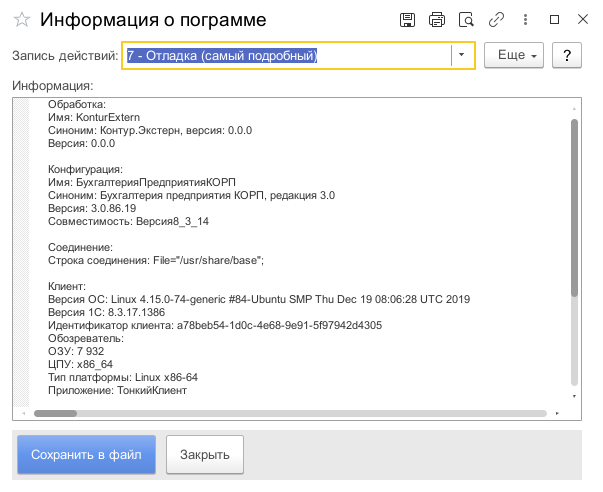 Информация о пограмме
Запись действий: 7 - Отладка (самый подробный) Еще ?
Информация:
Обработка:
Имя: KonturExtern
Синоним: Контур.Экстерн, версия: 0.0.0
Версия: 0.0.0
Конфигурация:
Имя: БухгалтерияПредприятияКОРП
Синоним: Бухгалтерия предприятия КОРП, редакция 3.0
Версия: 3.0.86.19
Совместимость: Версия8_3_14
Соединение:
Строка соединения: File="/usr/share/base";
Клиент:
Версия ОС: Linux 4.15.0-74-generic #84-Ubuntu SMP Thu Dec 19 08:06:28 UTC 2019
Версия 1С: 8.3.17.1386
Идентификатор клиента: a78beb54-1d0c-4e68-9e91-5f97942d4305
Обозреватель:
ОЗУ: 7 932
ЦПУ: x86_64
Тип платформы: Linux x86-64
Приложение: ТонкийКлиент
Сохранить в файл Закрыть